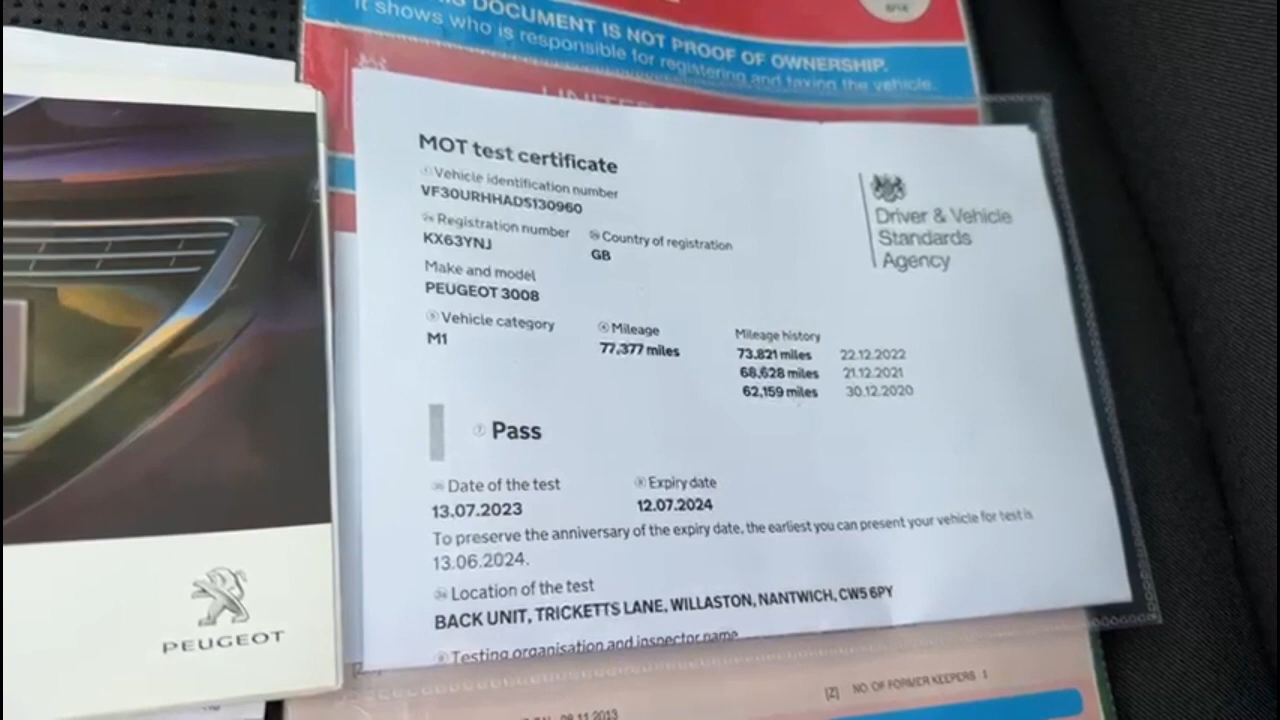 DOCUMENT IS NOT PROOF OF OWNERSHIP.
It shows who is responsible for registering and taxing the vehicle.
MOT test certificate
Vehicle identification number
VF30URHHADS130960
Registration number
Country of registration
KX63YNJ
GB
Make and model
PEUGEOT 3008
Vehicle category
Mileage
Mileage history
M1
77,377 miles
73,821 miles 22.12.2022
68,628 miles 21.12.2021
62,159 miles 30.12.2020
Driver & Vehicle
Standards
Agency
Pass
Date of the test
Expiry date
13.07.2023
12.07.2024
To preserve the anniversary of the expiry date, the earliest you can present your vehicle for test is
13.06.2024.
Location of the test
BACK UNIT, TRICKETTS LANE, WILLASTON, NANTWICH, CW5 6PY
Testing organisation and inspector name
PEUGEOT
[Z] NO. OF FORMER KEEPERS 1